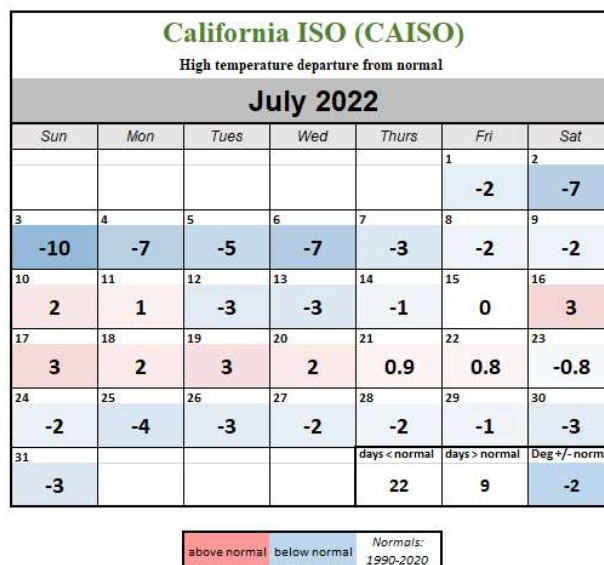 California ISO (CAISO)
High temperature departure from normal
July 2022
Sun Mon Tues Wed Thurs Fri Sat
1 2
-2 -7
3 4 5 6 7 8 9
-10 -7 -5 -7 -3 -2 -2
10 11 12 13 14 15 16
2 1 -3 -3 -1 0 3
17 18 19 20 21 22 23
3 2 3 2 0.9 0.8 -0.8
24 25 26 27 28 29 30
-2 -4 -3 -2 -2 -1 -3
31 days < normal days > normal Deg +/- norm
-3 22 9 -2
above normal below normal Normals:
1990-2020